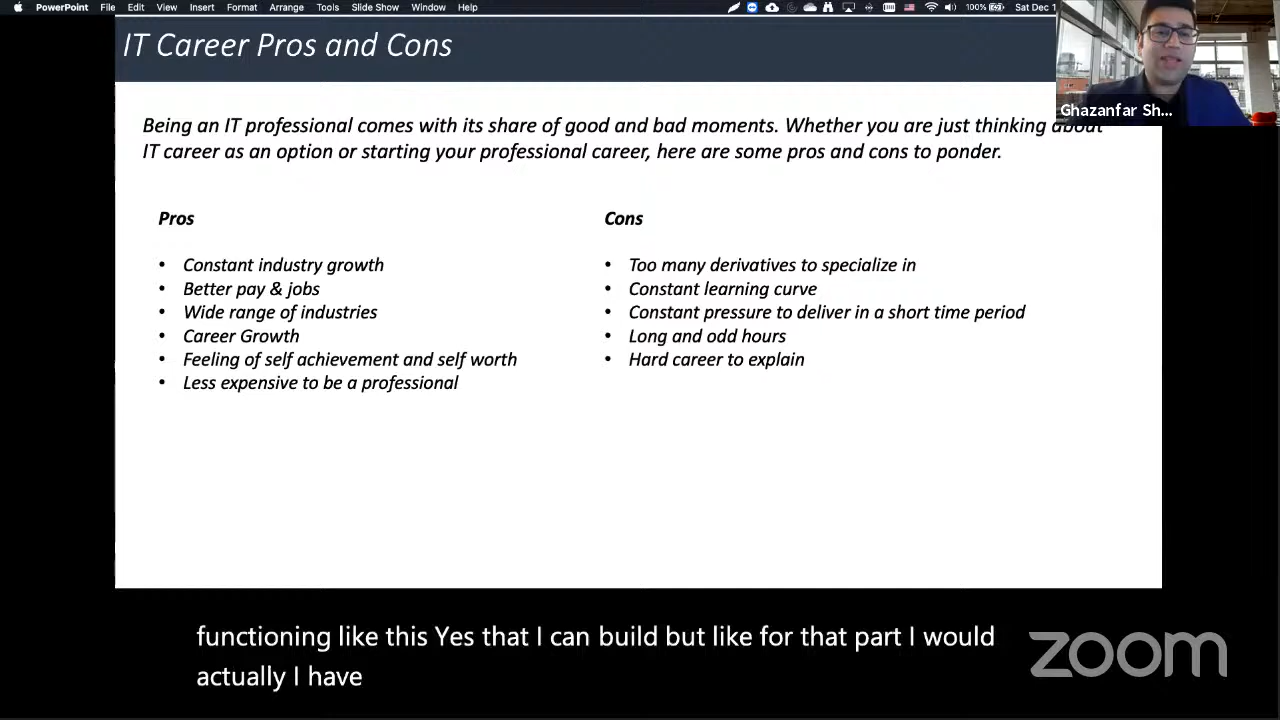 PowerPoint File Edit View Insert Format Arrange Tools Slide Show Window Help 100% Sat Dec 1
IT Career Pros and Cons
Ghazanfar Sh...
Being an IT professional comes with its share of good and bad moments. Whether you are just thinking about
IT career as an option or starting your professional career, here are some pros and cons to ponder.
Pros
• Constant industry growth
• Better pay & jobs
• Wide range of industries
• Career Growth
• Feeling of self achievement and self worth
• Less expensive to be a professional
Cons
• Too many derivatives to specialize in
• Constant learning curve
• Constant pressure to deliver in a short time period
• Long and odd hours
• Hard career to explain
functioning like this Yes that I can build but like for that part I would
actually I have
zoom